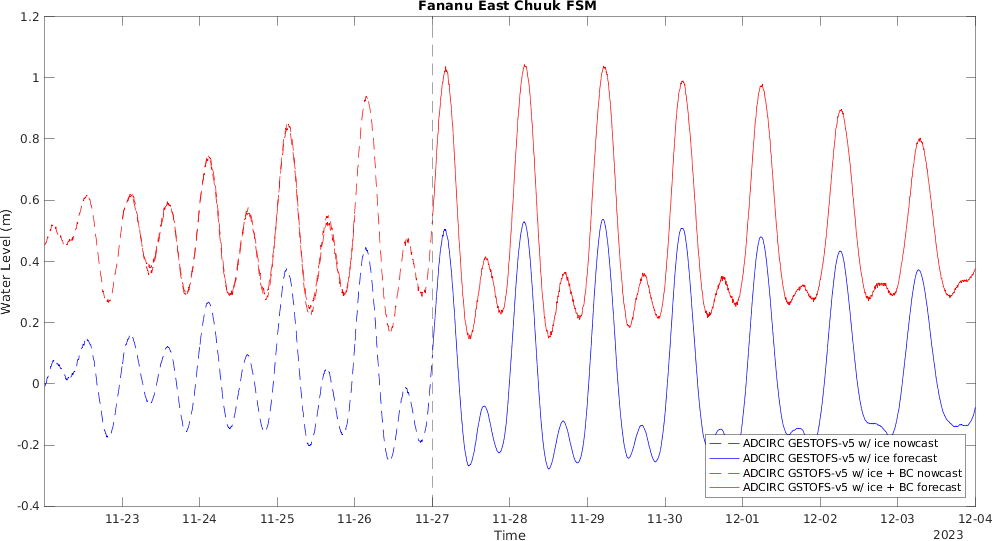 Fananu East Chuuk FSM
1.2
1
0.8
0.6
0.4
0.2
0
-0.2
-0.4
Water Level (m)
ADCIRC GESTOFS-v5 w/ ice nowcast
ADCIRC GESTOFS-v5 w/ ice forecast
ADCIRC GSTOFS-v5 w/ ice + BC nowcast
ADCIRC GSTOFS-v5 w/ ice + BC forecast
11-23 11-24 11-25 11-26 11-27 11-28 11-29 11-30 12-01 12-02 12-03 12-04
Time
2023